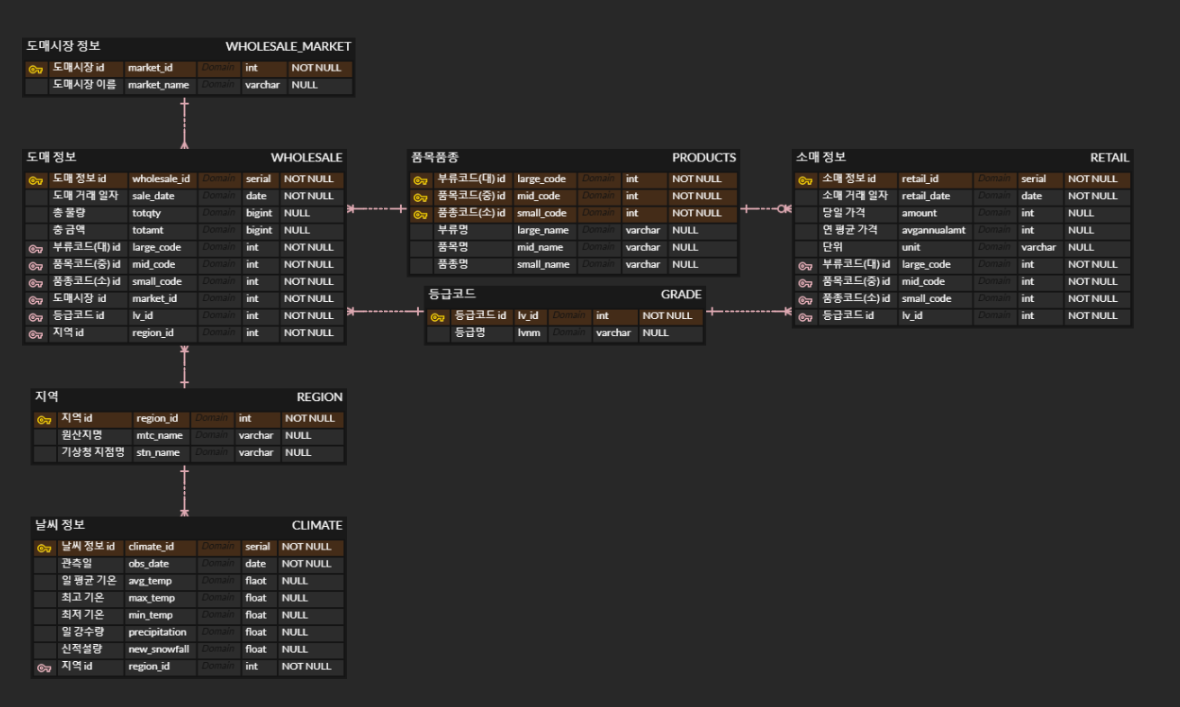 도매시장 정보 WHOLESALE_MARKET
도매시장 id market_id Domain int NOT NULL
도매시장 이름 market_name Domain varchar NULL
도매 정보 WHOLESALE
도매 정보 id wholesale_id Domain serial NOT NULL
도매 거래 일자 sale_date Domain date NOT NULL
총 물량 totqty Domain bigint NULL
총 금액 totamt Domain bigint NULL
부류코드(대) id large_code Domain int NOT NULL
품목코드(중) id mid_code Domain int NOT NULL
품종코드(소) id small_code Domain int NOT NULL
도매시장 id market_id Domain int NOT NULL
등급코드 id lv_id Domain int NOT NULL
지역 id region_id Domain int NOT NULL
품목품종 PRODUCTS
부류코드(대) id large_code Domain int NOT NULL
품목코드(중) id mid_code Domain int NOT NULL
품종코드(소) id small_code Domain int NOT NULL
부류명 large_name Domain varchar NULL
품목명 mid_name Domain varchar NULL
품종명 small_name Domain varchar NULL
등급코드 GRADE
등급코드 id lv_id Domain int NOT NULL
등급명 lvnm Domain varchar NULL
소매 정보 RETAIL
소매 정보 id retail_id Domain serial NOT NULL
소매 거래 일자 retail_date Domain date NOT NULL
당일 가격 amount Domain int NULL
연 평균 가격 avgannualamt Domain int NULL
단위 unit Domain varchar NULL
부류코드(대) id large_code Domain int NOT NULL
품목코드(중) id mid_code Domain int NOT NULL
품종코드(소) id small_code Domain int NOT NULL
등급코드 id lv_id Domain int NOT NULL
지역 REGION
지역 id region_id Domain int NOT NULL
원산지명 mtc_name Domain varchar NULL
기상청 지점명 stn_name Domain varchar NULL
날씨 정보 CLIMATE
날씨 정보 id climate_id Domain serial NOT NULL
관측일 obs_date Domain date NOT NULL
일 평균 기온 avg_temp Domain flaot NULL
최고 기온 max_temp Domain float NULL
최저 기온 min_temp Domain float NULL
일 강수량 precipitation Domain float NULL
신적설량 new_snowfall Domain float NULL
지역 id region_id Domain int NOT NULL